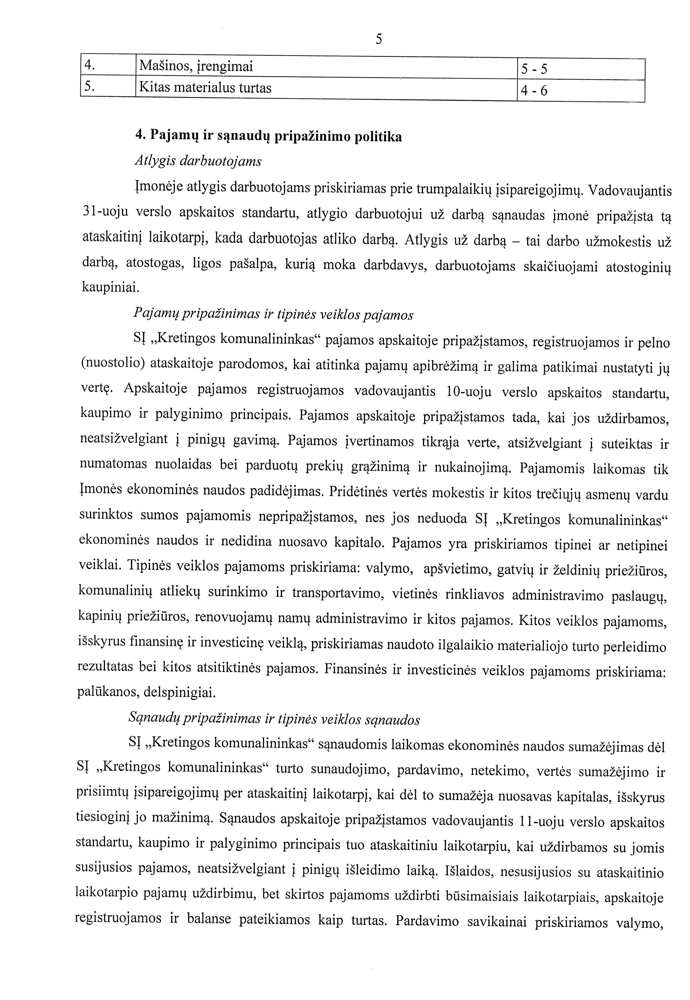 5
4. Mašinos, įrengimai 5 - 5
5. Kitas materialus turtas 4 - 6
4. Pajamų ir sąnaudų pripažinimo politika
Atlygis darbuotojams
Įmonėje atlygis darbuotojams priskiriamas prie trumpalaikių įsipareigojimų. Vadovaujantis
31-uoju verslo apskaitos standartu, atlygio darbuotojui už darbą sąnaudas įmonė pripažįsta tą
ataskaitinį laikotarpį, kada darbuotojas atliko darbą. Atlygis už darbą – tai darbo užmokestis už
darbą, atostogas, ligos pašalpa, kurią moka darbdavys, darbuotojams skaičiuojami atostoginių
kaupiniai.
Pajamų pripažinimas ir tipinės veiklos pajamos
SĮ „Kretingos komunalininkas“ pajamos apskaitoje pripažįstamos, registruojamos ir pelno
(nuostolio) ataskaitoje parodomos, kai atitinka pajamų apibrėžimą ir galima patikimai nustatyti jų
vertę. Apskaitoje pajamos registruojamos vadovaujantis 10-uoju verslo apskaitos standartu,
kaupimo ir palyginimo principais. Pajamos apskaitoje pripažįstamos tada, kai jos uždirbamos,
neatsižvelgiant į pinigų gavimą. Pajamos įvertinamos tikrąja verte, atsižvelgiant į suteiktas ir
numatomas nuolaidas bei parduotų prekių grąžinimą ir nukainojimą. Pajamomis laikomas tik
Įmonės ekonominės naudos padidėjimas. Pridėtinės vertės mokestis ir kitos trečiųjų asmenų vardu
surinktos sumos pajamomis nepripažįstamos, nes jos neduoda SĮ „Kretingos komunalininkas“
ekonominės naudos ir nedidina nuosavo kapitalo. Pajamos yra priskiriamos tipinei ar netipinei
veiklai. Tipinės veiklos pajamoms priskiriama: valymo, apšvietimo, gatvių ir želdinių priežiūros,
komunalinių atliekų surinkimo ir transportavimo, vietinės rinkliavos administravimo paslaugų,
kapinių priežiūros, renovuojamų namų administravimo ir kitos pajamos. Kitos veiklos pajamoms,
išskyrus finansinę ir investicinę veiklą, priskiriamas naudoto ilgalaikio materialiojo turto perleidimo
rezultatas bei kitos atsitiktinės pajamos. Finansinės ir investicinės veiklos pajamoms priskiriama:
palūkanos, delspinigiai.
Sąnaudų pripažinimas ir tipinės veiklos sąnaudos
SĮ „Kretingos komunalininkas“ sąnaudomis laikomas ekonominės naudos sumažėjimas dėl
SĮ „Kretingos komunalininkas“ turto sunaudojimo, pardavimo, netekimo, vertės sumažėjimo ir
prisiimtų įsipareigojimų per ataskaitinį laikotarpį, kai dėl to sumažėja nuosavas kapitalas, išskyrus
tiesioginį jo mažinimą. Sąnaudos apskaitoje pripažįstamos vadovaujantis 11-uoju verslo apskaitos
standartu, kaupimo ir palyginimo principais tuo ataskaitiniu laikotarpiu, kai uždirbamos su jomis
susijusios pajamos, neatsižvelgiant į pinigų išleidimo laiką. Išlaidos, nesusijusios su ataskaitinio
laikotarpio pajamų uždirbimu, bet skirtos pajamoms uždirbti būsimaisiais laikotarpiais, apskaitoje
registruojamos ir balanse pateikiamos kaip turtas. Pardavimo savikainai priskiriamos valymo,